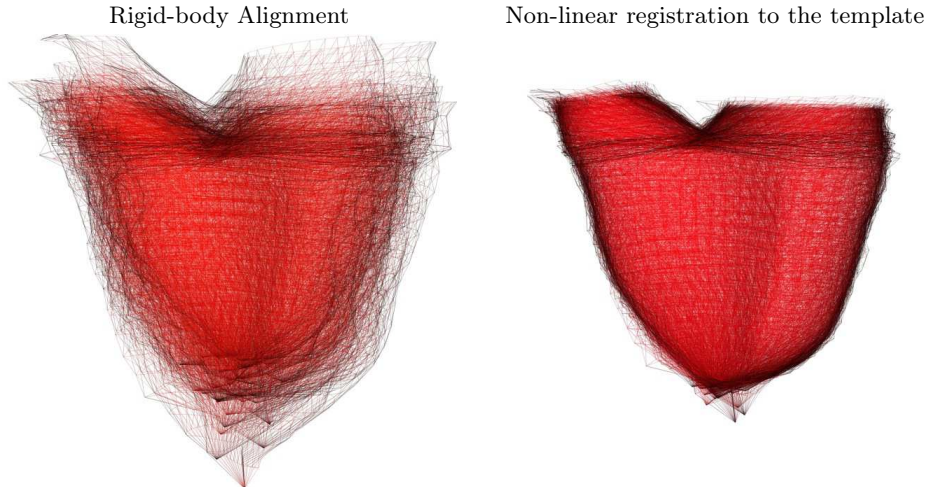 Rigid-body Alignment
Non-linear registration to the template